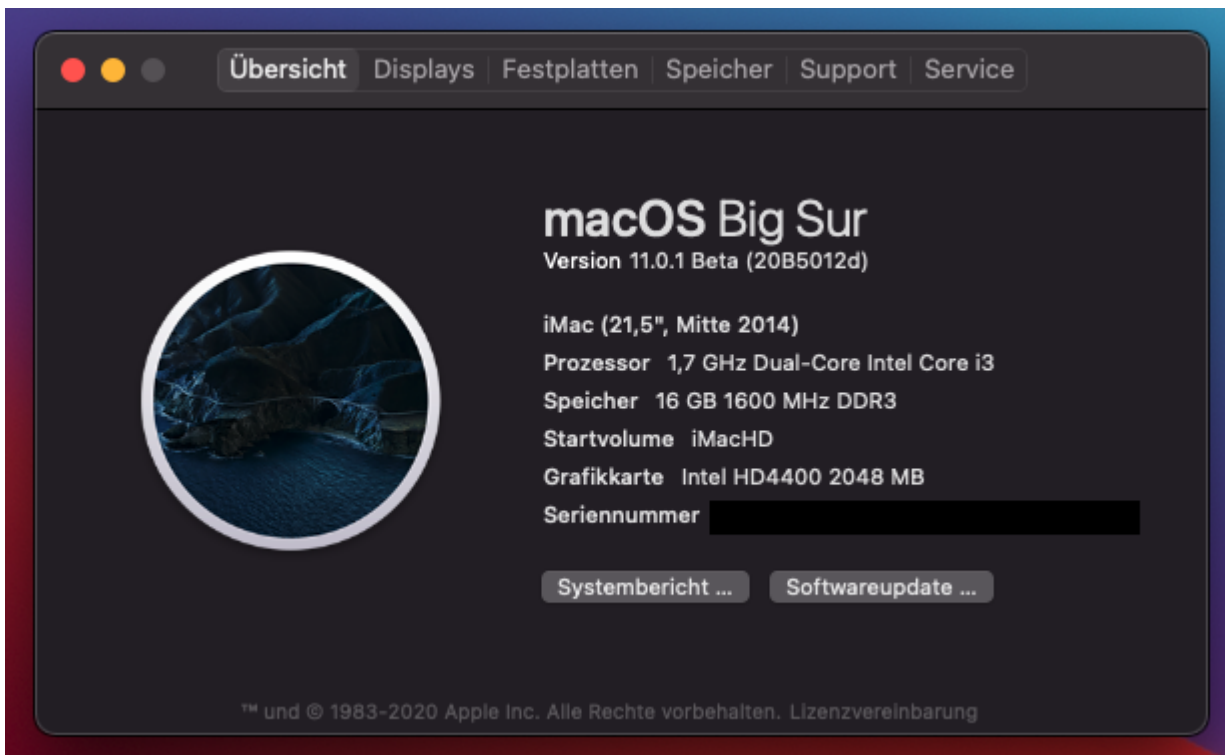 Übersicht Displays Festplatten Speicher Support Service
macOS Big Sur
Version 11.0.1 Beta (20B5012d)
iMac (21,5", Mitte 2014)
Prozessor 1,7 GHz Dual-Core Intel Core i3
Speicher 16 GB 1600 MHz DDR3
Startvolume iMacHD
Grafikkarte Intel HD4400 2048 MB
Seriennummer
Systembericht ... Softwareupdate ...
™ und © 1983-2020 Apple Inc. Alle Rechte vorbehalten. Lizenzvereinbarung